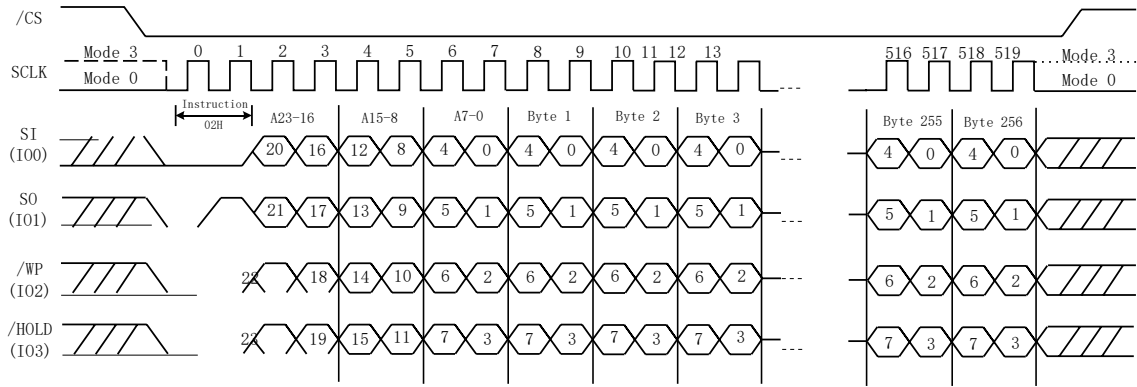 /CS
Mode 3 0 1 2 3 4 5 6 7 8 9 10 11 12 13 516 517 518 519 Mode 3
SCLK
Mode 0 Mode 0
Instruction A23-16 A15-8 A7-0 Byte 1 Byte 2 Byte 3 Byte 255 Byte 256
02H
SI
(IO0) 20 16 12 8 4 0 4 0 4 0 4 0 4 0 4 0
SO
(IO1) 21 17 13 9 5 1 5 1 5 1 5 1 5 1 5 1
/WP
(IO2) 22 18 14 10 6 2 6 2 6 2 6 2 6 2 6 2
/HOLD
(IO3) 23 19 15 11 7 3 7 3 7 3 7 3 7 3 7 3